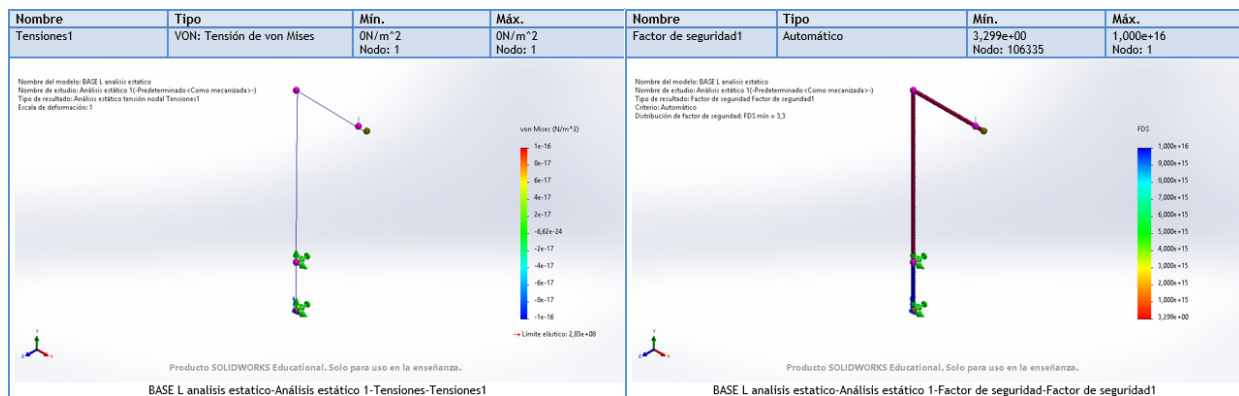 Nombre Tipo Mín. Máx.
Tensiones1 VON: Tensión de von Mises 0N/m^2 0N/m^2
Nodo: 1 Nodo: 1
Nombre del modelo: BASE L analisis estatico
Nombre de estudio: Análisis estático 1(-Predeterminado<Como mecanizada>-)
Tipo de resultado: Análisis estático tensión nodal Tensiones1
Escala de deformación: 1
von Mises (N/m^2)
1e-16
8e-17
6e-17
4e-17
2e-17
-6,62e-24
-2e-17
-4e-17
-6e-17
-8e-17
-1e-16
Límite elástico: 2,83e+08
Y
Z
X
Producto SOLIDWORKS Educational. Solo para uso en la enseñanza.
BASE L analisis estatico-Análisis estático 1-Tensiones-Tensiones1
Nombre Tipo Mín. Máx.
Factor de seguridad1 Automático 3,299e+00 1,000e+16
Nodo: 106335 Nodo: 1
Nombre del modelo: BASE L analisis estatico
Nombre de estudio: Análisis estático 1(-Predeterminado<Como mecanizada>-)
Tipo de resultado: Factor de seguridad Factor de seguridad1
Criterio: Automático
Distribución de factor de seguridad: FDS mín = 3,3
FDS
1,000e+16
9,000e+15
8,000e+15
7,000e+15
6,000e+15
5,000e+15
4,000e+15
3,000e+15
2,000e+15
1,000e+15
3,299e+00
Y
Z
X
Producto SOLIDWORKS Educational. Solo para uso en la enseñanza.
BASE L analisis estatico-Análisis estático 1-Factor de seguridad-Factor de seguridad1